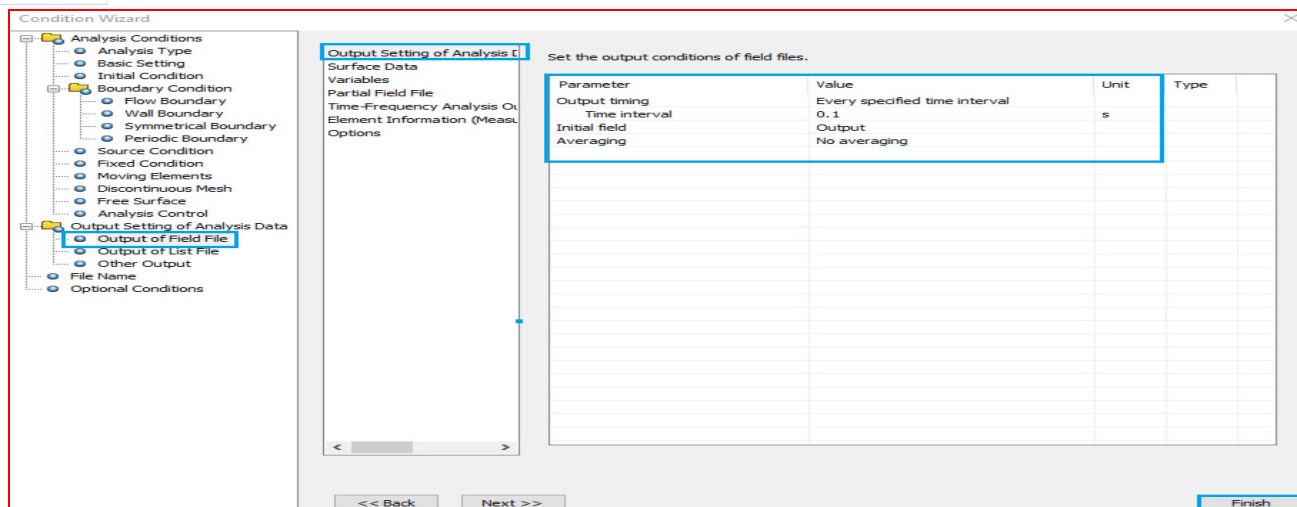 Condition Wizard
Analysis Conditions
Analysis Type
Basic Setting
Initial Condition
Boundary Condition
Flow Boundary
Wall Boundary
Symmetrical Boundary
Periodic Boundary
Source Condition
Fixed Condition
Moving Elements
Discontinuous Mesh
Free Surface
Analysis Control
Output Setting of Analysis Data
Output of Field File
Output of List File
Other Output
File Name
Optional Conditions
Output Setting of Analysis D
Surface Data
Variables
Partial Field File
Time-Frequency Analysis Ou
Element Information (Measu
Options
Set the output conditions of field files.
Parameter Value Unit Type
Output timing Every specified time interval
Time interval 0.1 s
Initial field Output
Averaging No averaging
<< Back Next >> Finish